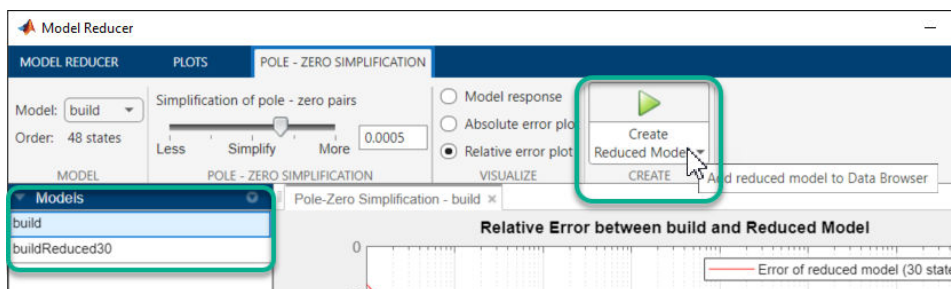 Model Reducer
MODEL REDUCER PLOTS POLE - ZERO SIMPLIFICATION
Model: build
Order: 48 states
MODEL
Simplification of pole - zero pairs
Less Simplify More 0.0005
POLE - ZERO SIMPLIFICATION
Model response
Absolute error plot
Relative error plot
VISUALIZE
Create
Reduced Model
CREATE
Add reduced model to Data Browser
Models
build
buildReduced30
Pole-Zero Simplification - build ×
Relative Error between build and Reduced Model
0
Error of reduced model (30 state